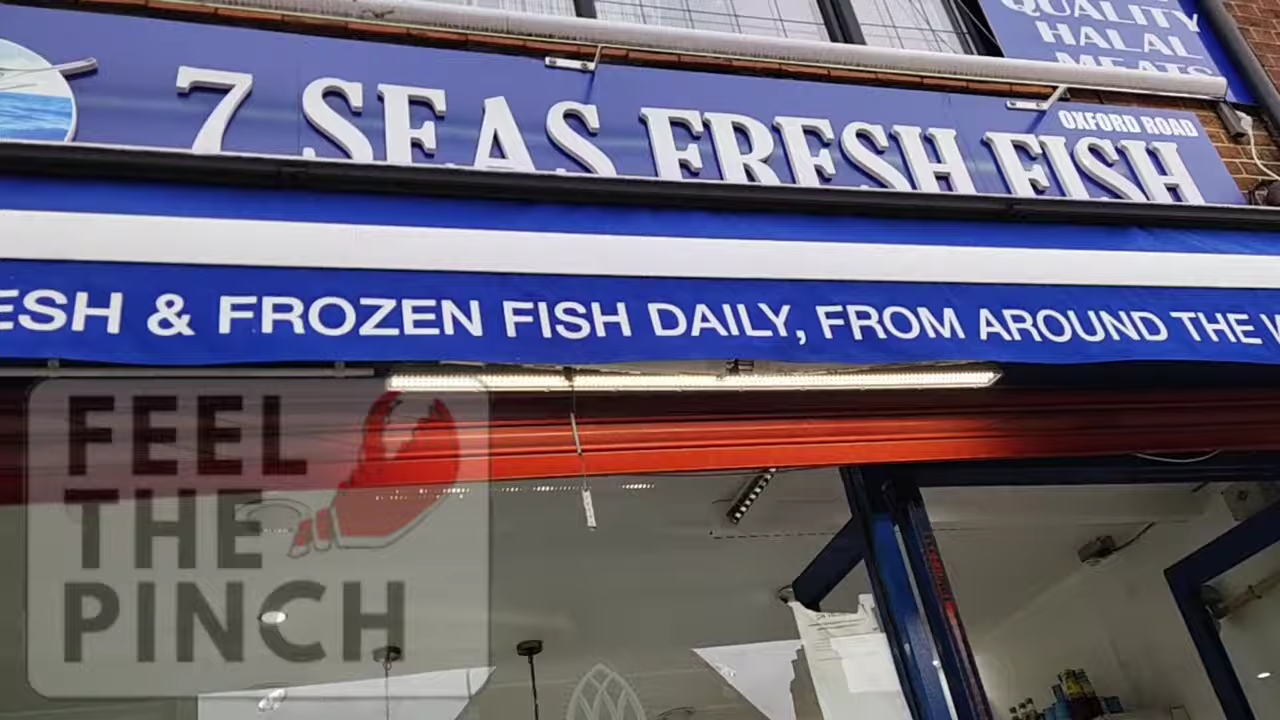 QUALITY
HALAL
MEATS
7 SEAS FRESH FISH
OXFORD ROAD
ESH & FROZEN FISH DAILY, FROM AROUND THE
FEEL
THE
PINCH